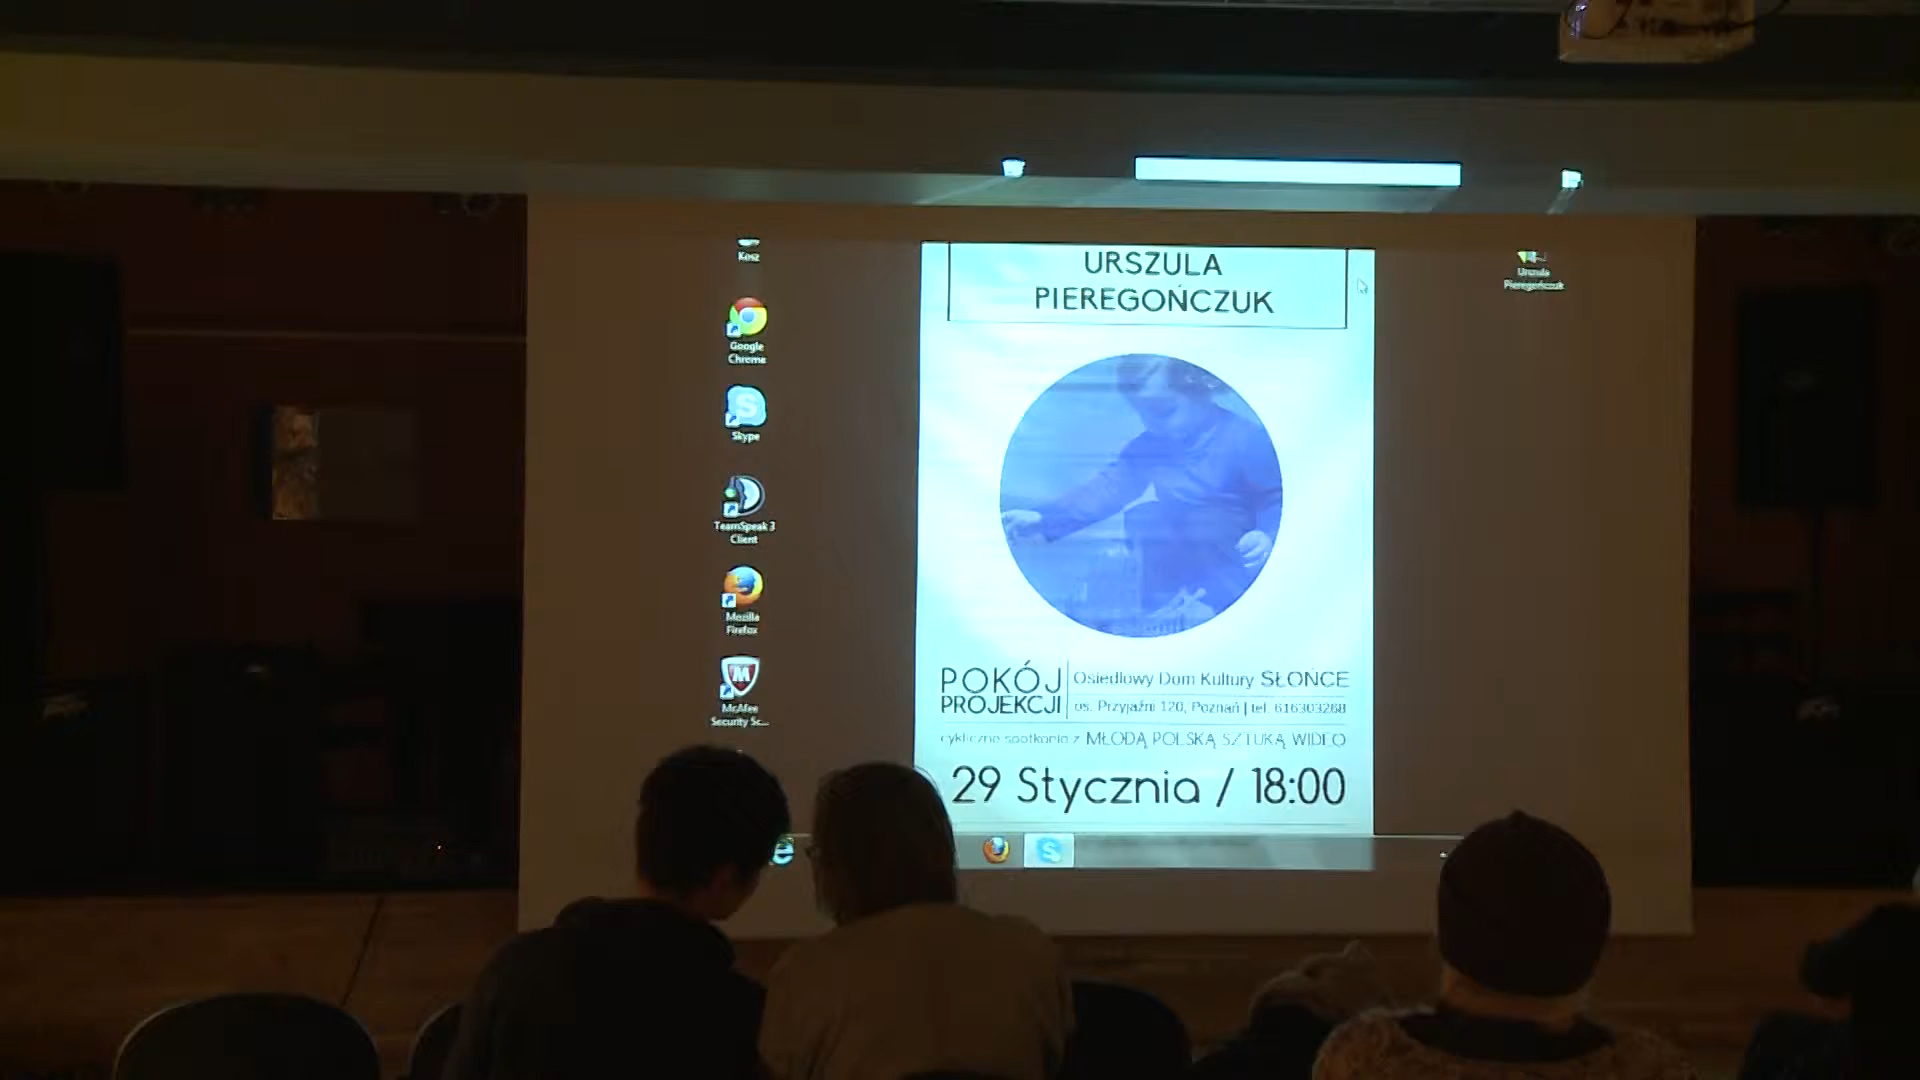 Kosz
Google
Chrome
Skype
TeamSpeak 3
Client
Mozilla
Firefox
McAfee
Security Sc...
URSZULA
PIEREGOŃCZUK
POKÓJ
PROJEKCJI
Osiedlowy Dom Kultury SŁOŃCE
os. Przyjaźni 120, Poznań | tel. 616303268
cykliczne spotkania z MŁODĄ POLSKĄ SZTUKĄ WIDEO
29 Stycznia / 18:00
Urszula
Pieregończuk